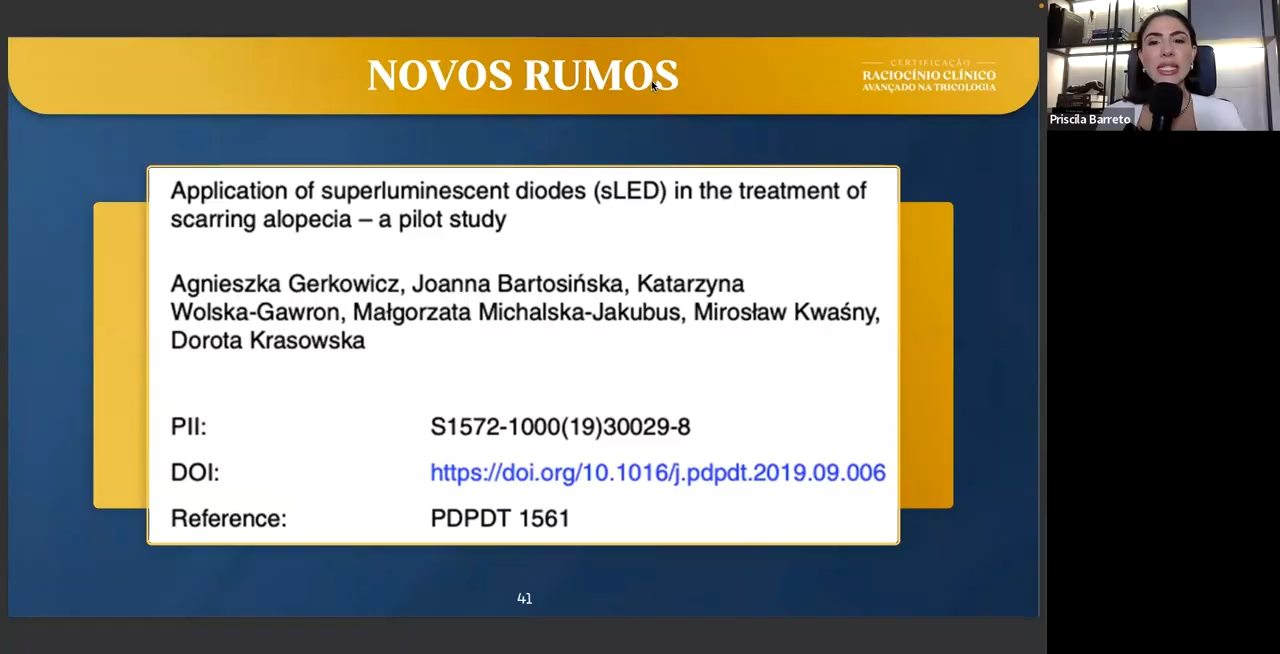 NOVOS RUMOS
CERTIFICAÇÃO
RACIOCÍNIO CLÍNICO
AVANÇADO NA TRICOLOGIA
Priscila Barreto
Application of superluminescent diodes (sLED) in the treatment of
scarring alopecia – a pilot study
Agnieszka Gerkowicz, Joanna Bartosińska, Katarzyna
Wolska-Gawron, Małgorzata Michalska-Jakubus, Mirosław Kwaśny,
Dorota Krasowska
PII: S1572-1000(19)30029-8
DOI: https://doi.org/10.1016/j.pdpdt.2019.09.006
Reference: PDPDT 1561
41